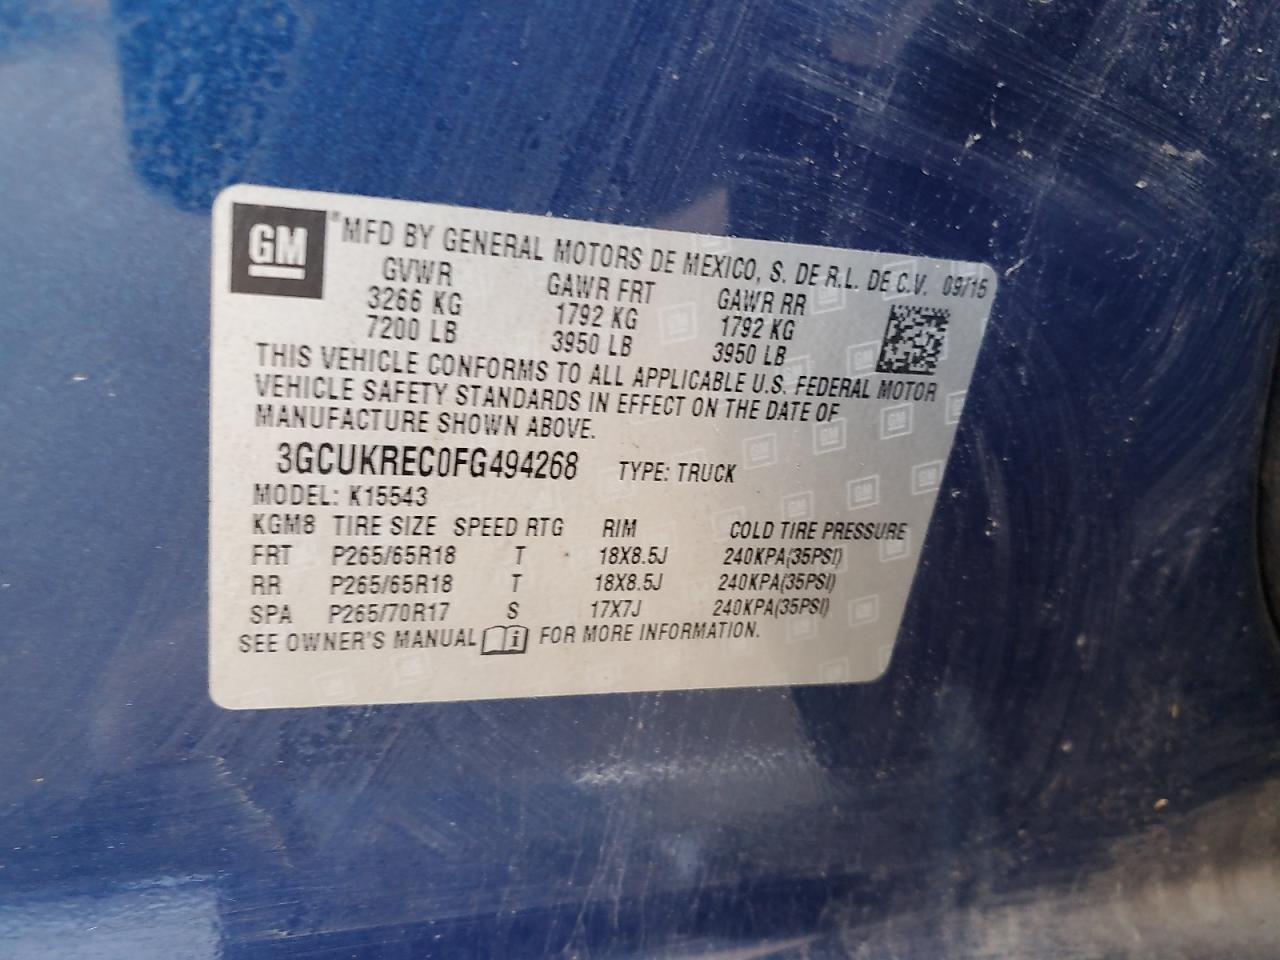 GM
MFD BY GENERAL MOTORS DE MEXICO, S. DE R.L. DE C.V. 09/15
GVWR GAWR FRT GAWR RR
3266 KG 1792 KG 1792 KG
7200 LB 3950 LB 3950 LB
THIS VEHICLE CONFORMS TO ALL APPLICABLE U.S. FEDERAL MOTOR
VEHICLE SAFETY STANDARDS IN EFFECT ON THE DATE OF
MANUFACTURE SHOWN ABOVE.
3GCUKREC0FG494268 TYPE: TRUCK
MODEL: K15543
KGM8 TIRE SIZE SPEED RTG RIM COLD TIRE PRESSURE
FRT P265/65R18 T 18X8.5J 240KPA(35PSI)
RR P265/65R18 T 18X8.5J 240KPA(35PSI)
SPA P265/70R17 S 17X7J 240KPA(35PSI)
SEE OWNER'S MANUAL i FOR MORE INFORMATION.